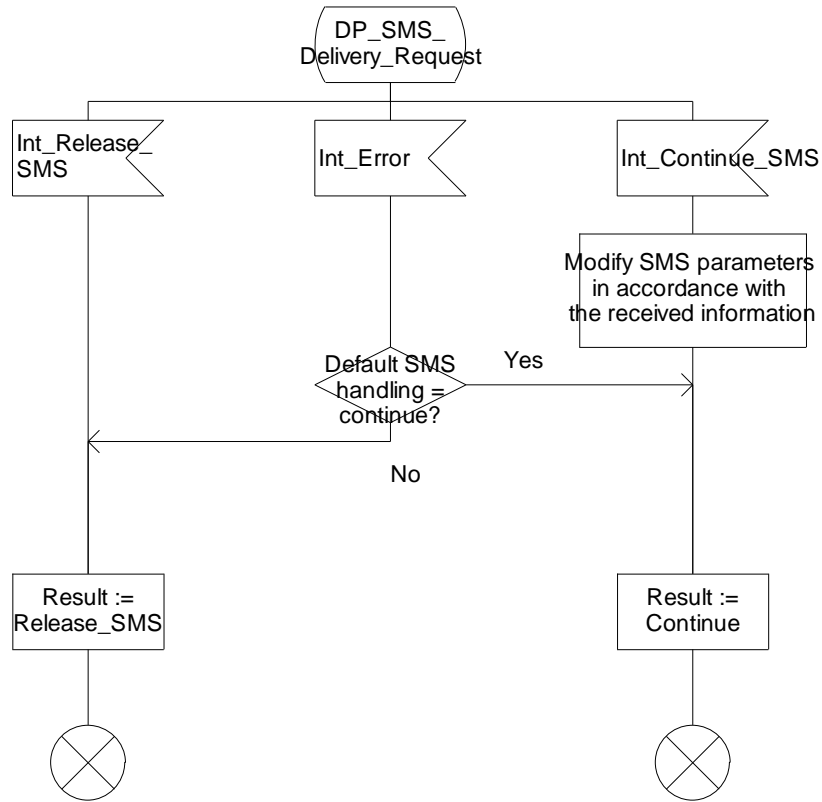 DP_SMS_
Delivery_Request
Int_Release_
SMS
Int_Error
Int_Continue_SMS
Modify SMS parameters
in accordance with
the received information
Default SMS
handling =
continue?
Yes
No
Result :=
Release_SMS
Result :=
Continue